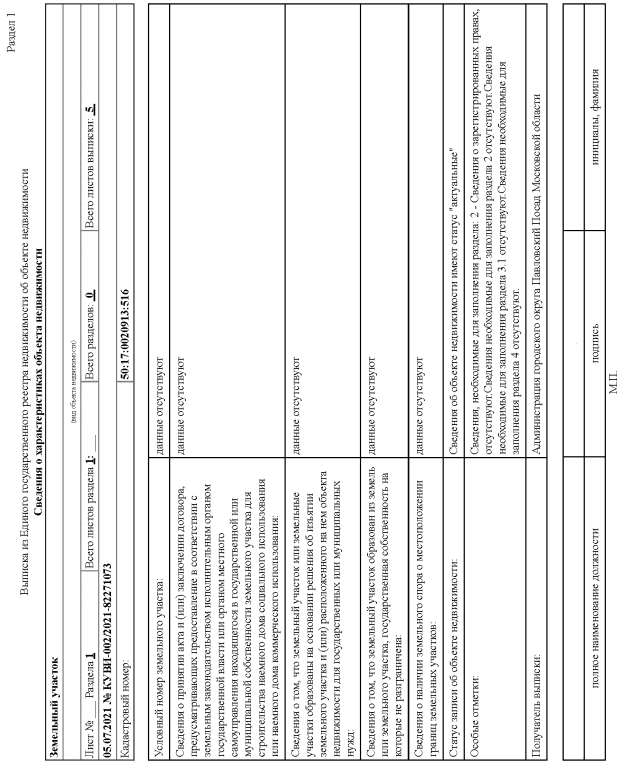 Раздел 1
Выписка из Единого государственного реестра недвижимости об объекте недвижимости
Сведения о характеристиках объекта недвижимости
Земельный участок
(вид объекта недвижимости)
Лист № ___ Раздела 1 Всего листов раздела 1: ___ Всего разделов: 0 Всего листов выписки: 5
05.07.2021 № КУВИ-002/2021-82271073
Кадастровый номер: 50:17:0020913:516
Условный номер земельного участка: данные отсутствуют
Сведения о принятии акта и (или) заключении договора, данные отсутствуют
предусматривающих предоставление в соответствии с
земельным законодательством исполнительным органом
государственной власти или органом местного
самоуправления находящегося в государственной или
муниципальной собственности земельного участка для
строительства наемного дома социального использования
или наемного дома коммерческого использования:
Сведения о том, что земельный участок или земельные данные отсутствуют
участки образованы на основании решения об изъятии
земельного участка и (или) расположенного на нем объекта
недвижимости для государственных или муниципальных
нужд:
Сведения о том, что земельный участок образован из земель данные отсутствуют
или земельного участка, государственная собственность на
которые не разграничена:
Сведения о наличии земельного спора о местоположении данные отсутствуют
границ земельных участков:
Статус записи об объекте недвижимости: Сведения об объекте недвижимости имеют статус "актуальные"
Особые отметки: Сведения, необходимые для заполнения раздела: 2 - Сведения о зарегистрированных правах,
отсутствуют.Сведения необходимые для заполнения раздела 2 отсутствуют.Сведения
необходимые для заполнения раздела 3.1 отсутствуют.Сведения необходимые для
заполнения раздела 4 отсутствуют.
Получатель выписки: Администрация городского округа Павловский Посад Московской области
полное наименование должности подпись инициалы, фамилия
М.П.